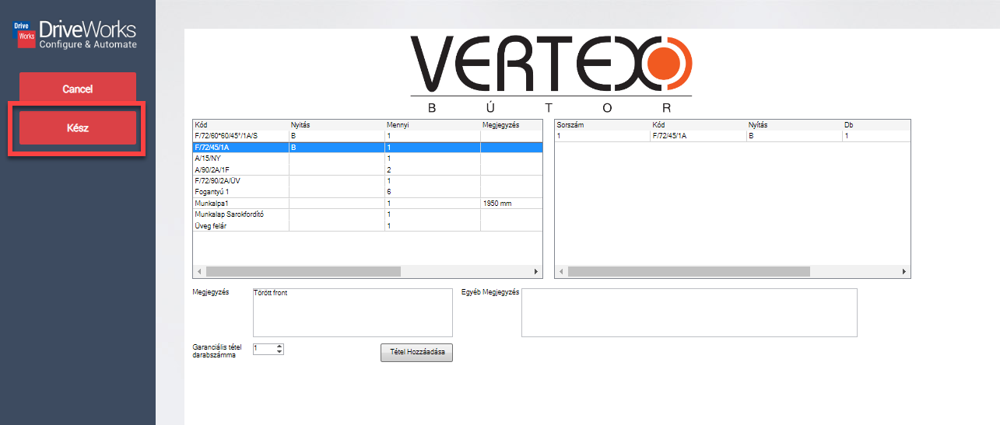 Drive
Works
DriveWorks
Configure & Automate
Cancel
Kész
VERTEX
BÚTOR
Kód Nyitás Mennyi Megjegyzés
F/72/60*60/45°/1A/S B 1
F/72/45/1A B 1
A/15/NY 1
A/90/2A/1F 2
F/72/90/2A/ÜV 1
Fogantyú 1 6
Munkalpa1 1 1950 mm
Munkalap Sarokfordító 1
Üveg felár 1
Sorszám Kód Nyítás Db
1 F/72/45/1A B 1
Megjegyzés
Törött front
Egyéb Megjegyzés
Garanciális tétel
darabszámma
1
Tétel Hozzáadása